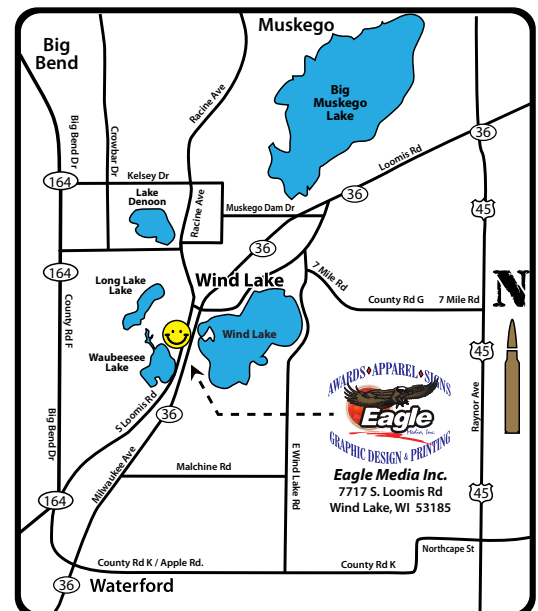 Muskego
Big
Bend
Big
Muskego
Lake
Racine Ave
Big Bend Dr
Crowbar Dr
36
Loomis Rd
164
Kelsey Dr
Lake
Denoon
Racine Ave
Muskego Dam Dr
36
45
36
164
Long Lake
Lake
Wind Lake
7 Mile Rd
N
County Rd G
7 Mile Rd
County Rd F
Wind Lake
Waubeesee
Lake
45
AWARDS APPAREL SIGNS
Eagle
Media, Inc.
GRAPHIC DESIGN & PRINTING
Raynor Ave
S Loomis Rd
36
Big Bend Dr
Milwaukee Ave
Malchine Rd
E Wind Lake Rd
Eagle Media Inc.
7717 S. Loomis Rd
Wind Lake, WI 53185
164
45
Northcape St
County Rd K / Apple Rd.
County Rd K
36
Waterford